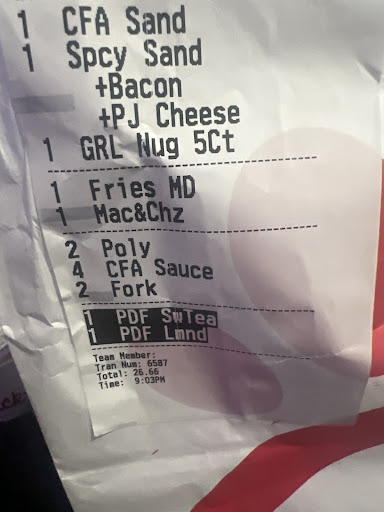 1 CFA Sand
1 Spcy Sand
+Bacon
+PJ Cheese
1 GRL Nug 5Ct
1 Fries MD
1 Mac&Chz
2 Poly
4 CFA Sauce
2 Fork
1 PDF SwTea
1 PDF Lmnd
Team Member:
Tran Num: 6587
Total: 26.66
Time: 9:03PM